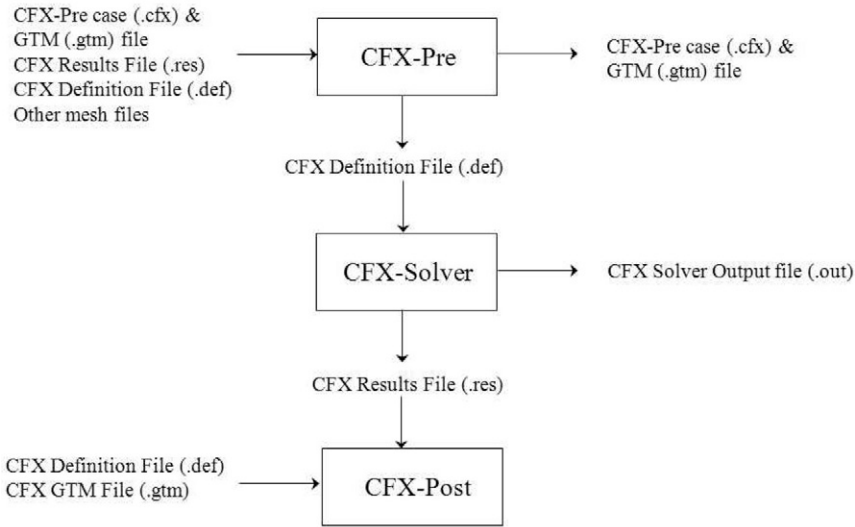 CFX-Pre case (.cfx) &
GTM (.gtm) file
CFX Results File (.res)
CFX Definition File (.def)
Other mesh files
CFX-Pre
CFX-Pre case (.cfx) &
GTM (.gtm) file
CFX Definition File (.def)
CFX-Solver
CFX Solver Output file (.out)
CFX Results File (.res)
CFX Definition File (.def)
CFX GTM File (.gtm)
CFX-Post